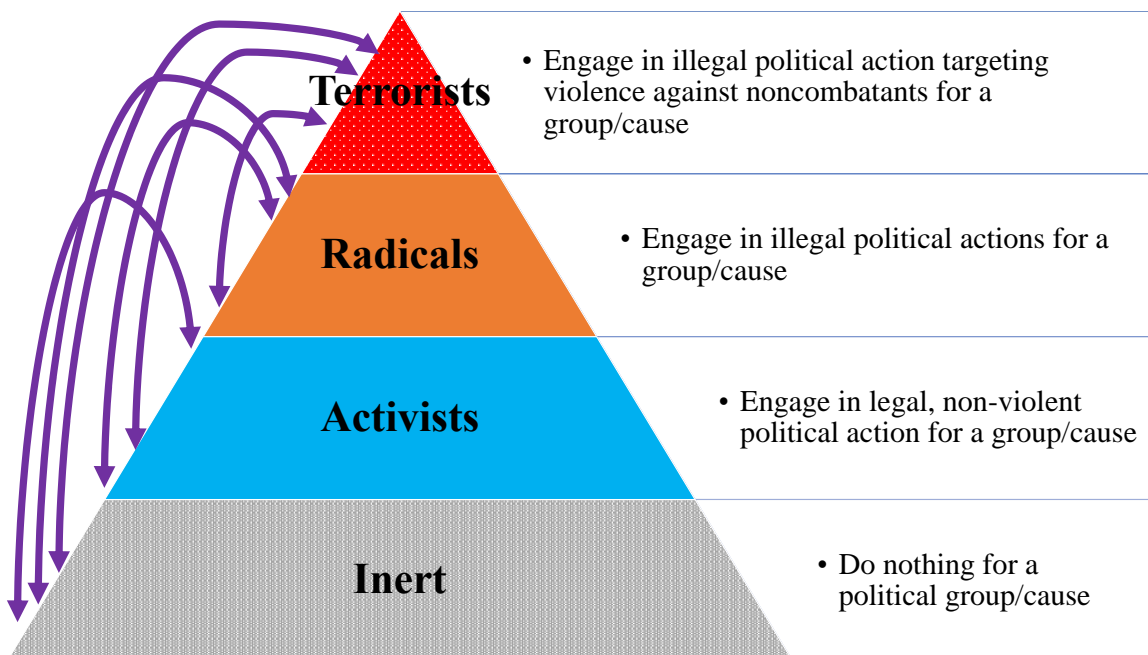 Terrorists
• Engage in illegal political action targeting
violence against noncombatants for a
group/cause
Radicals
• Engage in illegal political actions for a
group/cause
Activists
• Engage in legal, non-violent
political action for a group/cause
Inert
• Do nothing for a
political group/cause